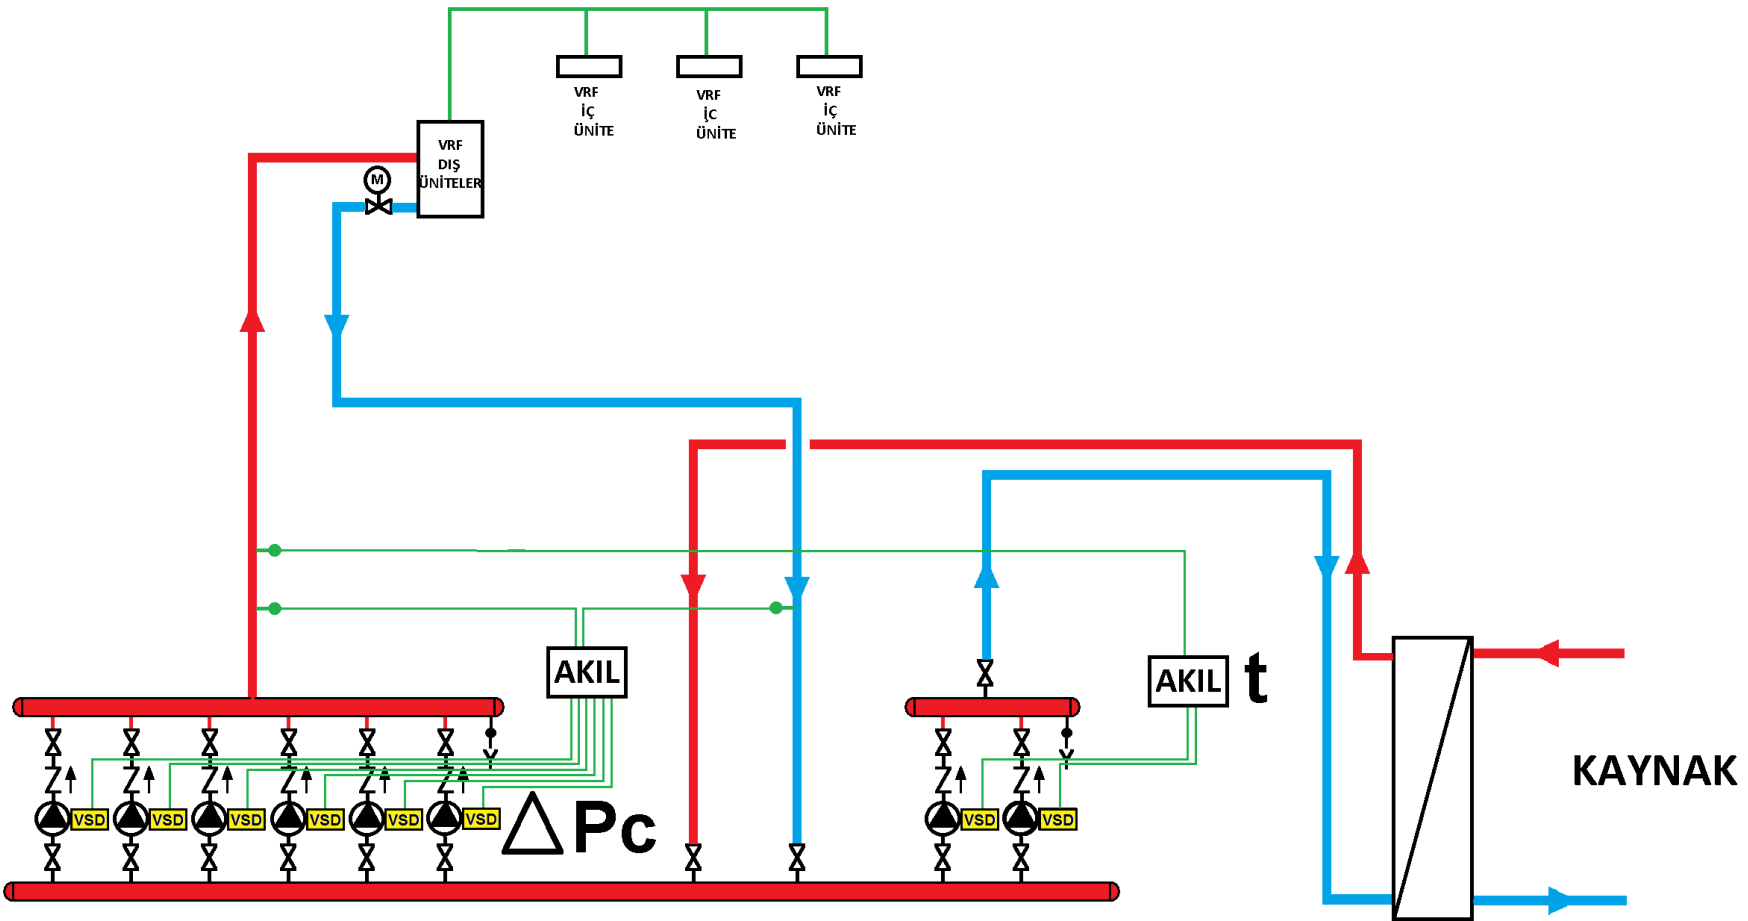 VRF
İÇ
ÜNİTE
VRF
İÇ
ÜNİTE
VRF
İÇ
ÜNİTE
VRF
DIŞ
ÜNİTELER
M
AKIL
AKIL t
KAYNAK
VSD
VSD
VSD
VSD
VSD
VSD
△Pc
VSD
VSD